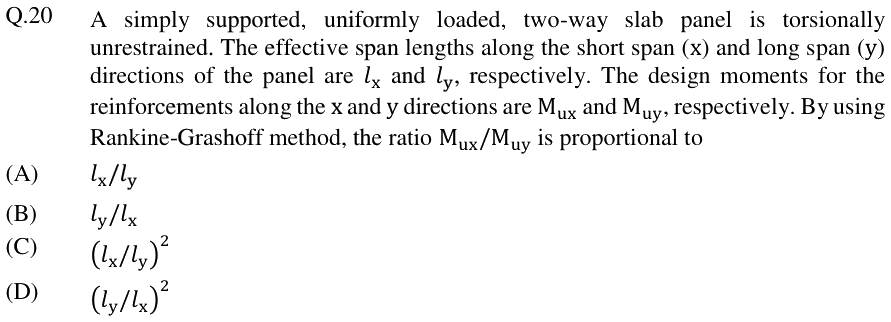 Q.20 A simply supported, uniformly loaded, two-way slab panel is torsionally
unrestrained. The effective span lengths along the short span (x) and long span (y)
directions of the panel are lₓ and l_y, respectively. The design moments for the
reinforcements along the x and y directions are M_ux and M_uy, respectively. By using
Rankine-Grashoff method, the ratio M_ux/M_uy is proportional to
(A) l_x/l_y
(B) l_y/l_x
(C) (l_x/l_y)²
(D) (l_y/l_x)²